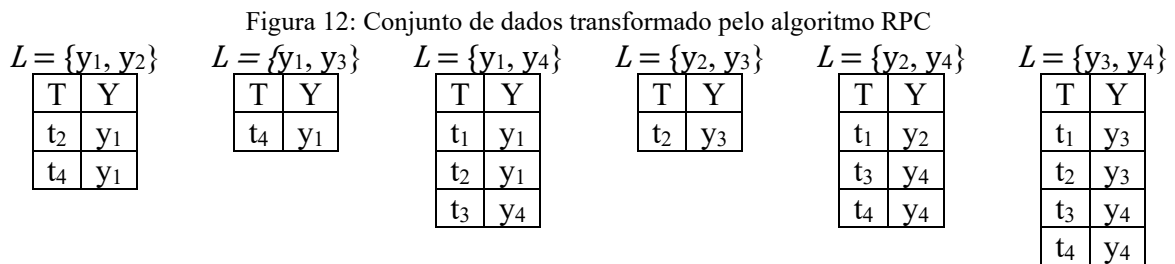 Figura 12: Conjunto de dados transformado pelo algoritmo RPC
L = {y₁, y₂} L = {y₁, y₃} L = {y₁, y₄} L = {y₂, y₃} L = {y₂, y₄} L = {y₃, y₄}
T Y T Y T Y T Y T Y T Y
t₂ y₁ t₄ y₁ t₁ y₁ t₂ y₃ t₁ y₂ t₁ y₃
t₄ y₁ t₂ y₁ t₃ y₄ t₂ y₃
t₃ y₄ t₄ y₄ t₃ y₄
t₄ y₄